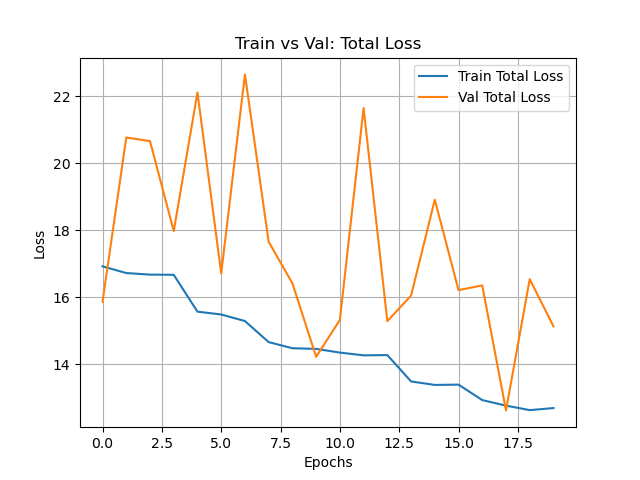 Train vs Val: Total Loss
Train Total Loss
Val Total Loss
22
20
18
16
14
Loss
0.0 2.5 5.0 7.5 10.0 12.5 15.0 17.5
Epochs